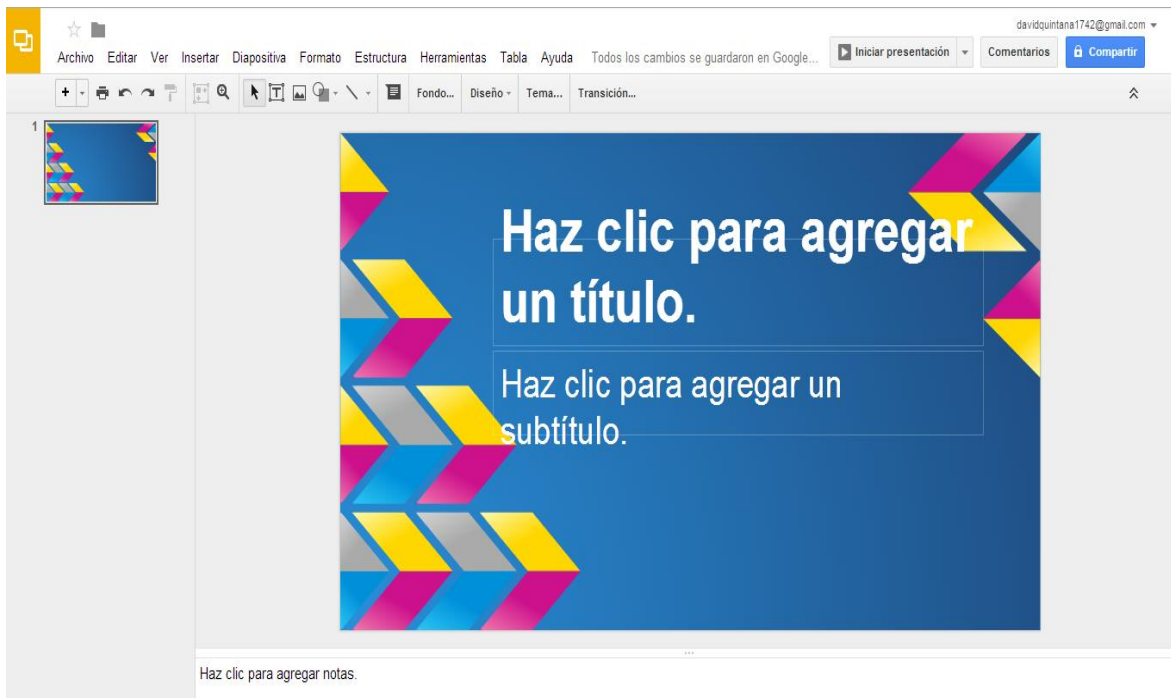 davidquintana1742@gmail.com
Archivo Editar Ver Insertar Diapositiva Formato Estructura Herramientas Tabla Ayuda Todos los cambios se guardaron en Google... Iniciar presentación Comentarios Compartir
Fondo... Diseño Tema... Transición...
1
Haz clic para agregar
un título.
Haz clic para agregar un
subtítulo.
Haz clic para agregar notas.